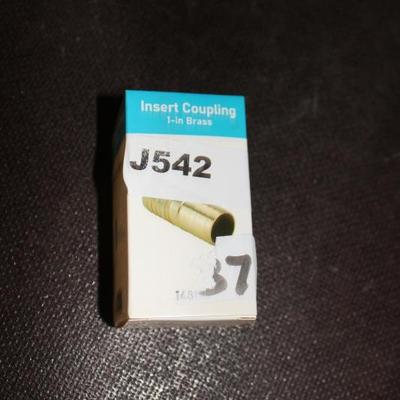 Insert Coupling
1-in Brass
J542
37